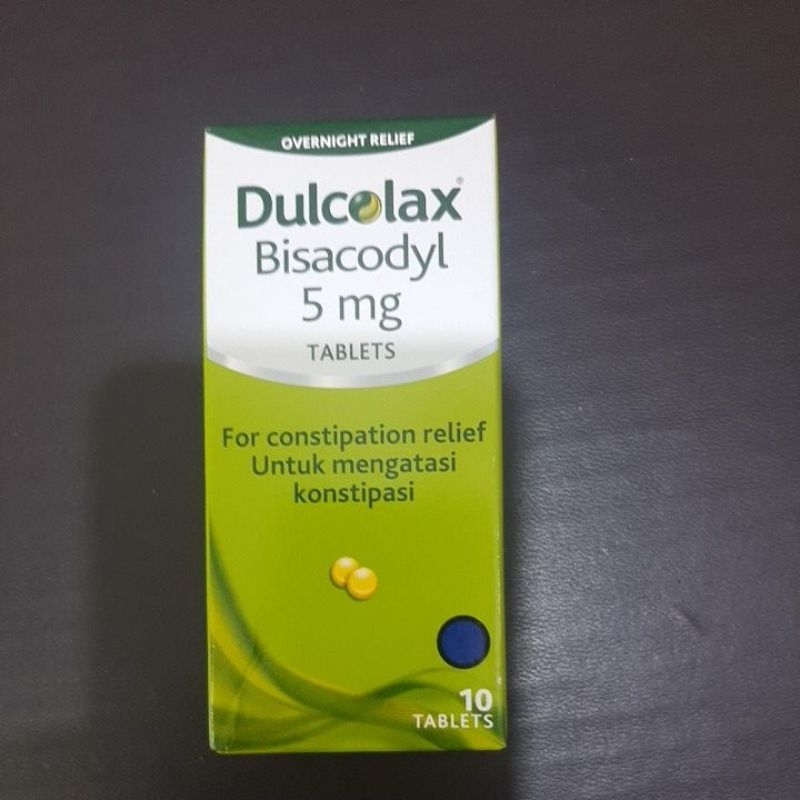 OVERNIGHT RELIEF
Dulcolax®
Bisacodyl
5 mg
TABLETS
For constipation relief
Untuk mengatasi
konstipasi
10
TABLETS